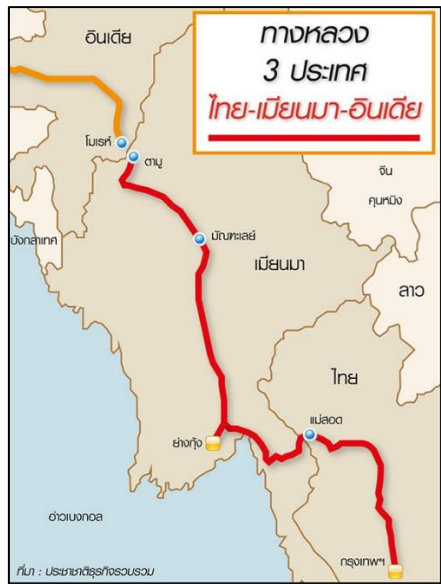 ทางหลวง
3 ประเทศ
ไทย-เมียนมา-อินเดีย
อินเดีย
โมเรห์
ตามู
จีน
คุนหมิง
บังกลาเทศ
มัณฑะเลย์
เมียนมา
ลาว
ไทย
แม่สอด
ย่างกุ้ง
อ่าวเบงกอล
กรุงเทพฯ
ที่มา : ประชาชาติธุรกิจรวบรวม